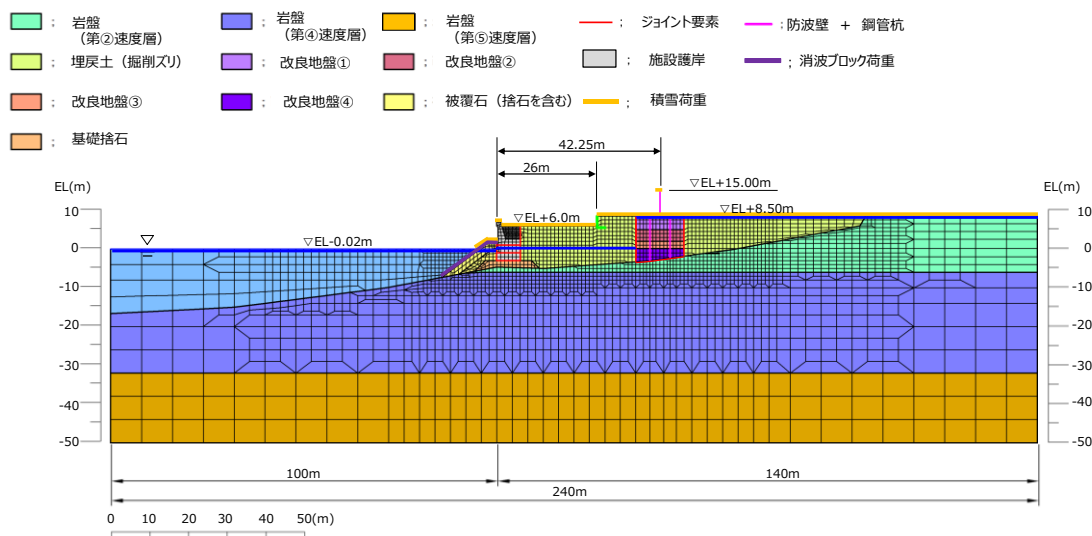 ； 岩盤
（第②速度層）
； 岩盤
（第④速度層）
； 岩盤
（第⑤速度層）
； ジョイント要素
；防波壁 ＋ 鋼管杭
； 埋戻土（掘削ズリ）
； 改良地盤①
； 改良地盤②
； 施設護岸
；消波ブロック荷重
； 改良地盤③
； 改良地盤④
； 被覆石（捨石を含む）
； 積雪荷重
； 基礎捨石
42.25m
26m
▽EL+15.00m
EL(m)
EL(m)
▽EL+8.50m
▽EL+6.0m
▽EL-0.02m
10
0
-10
-20
-30
-40
-50
10
0
-10
-20
-30
-40
-50
100m
140m
240m
0 10 20 30 40 50(m)